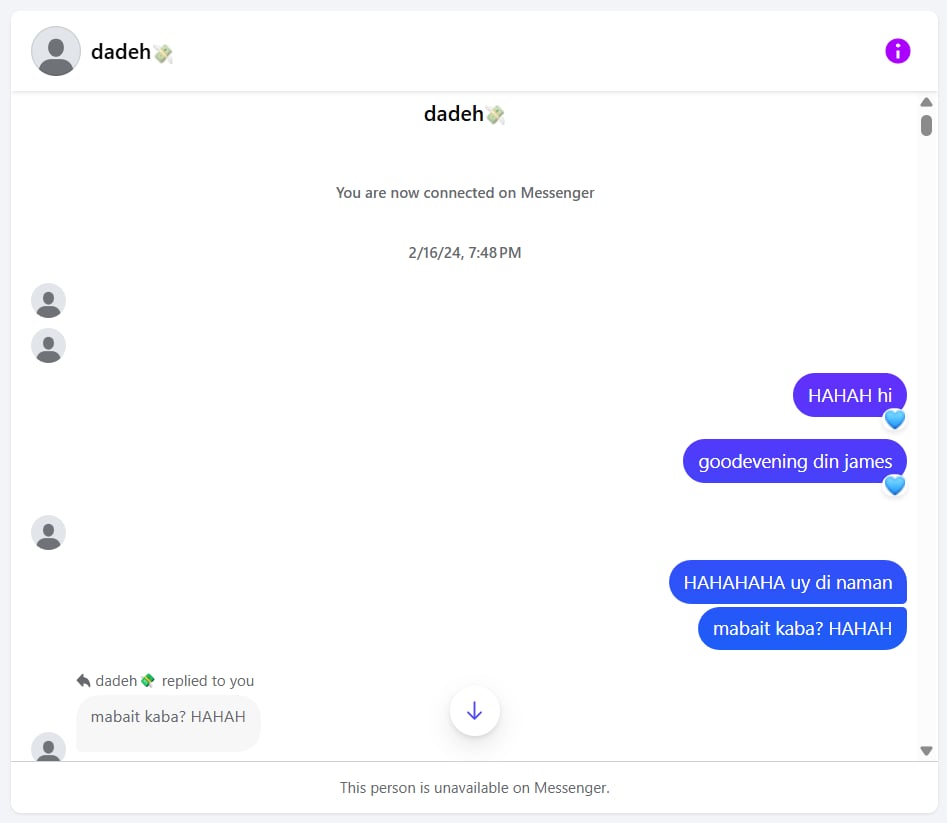 dadeh💸
dadeh💸
You are now connected on Messenger
2/16/24, 7:48 PM
HAHAH hi
goodevening din james
HAHAHAHA uy di naman
mabait kaba? HAHAH
dadeh💸 replied to you
mabait kaba? HAHAH
This person is unavailable on Messenger.